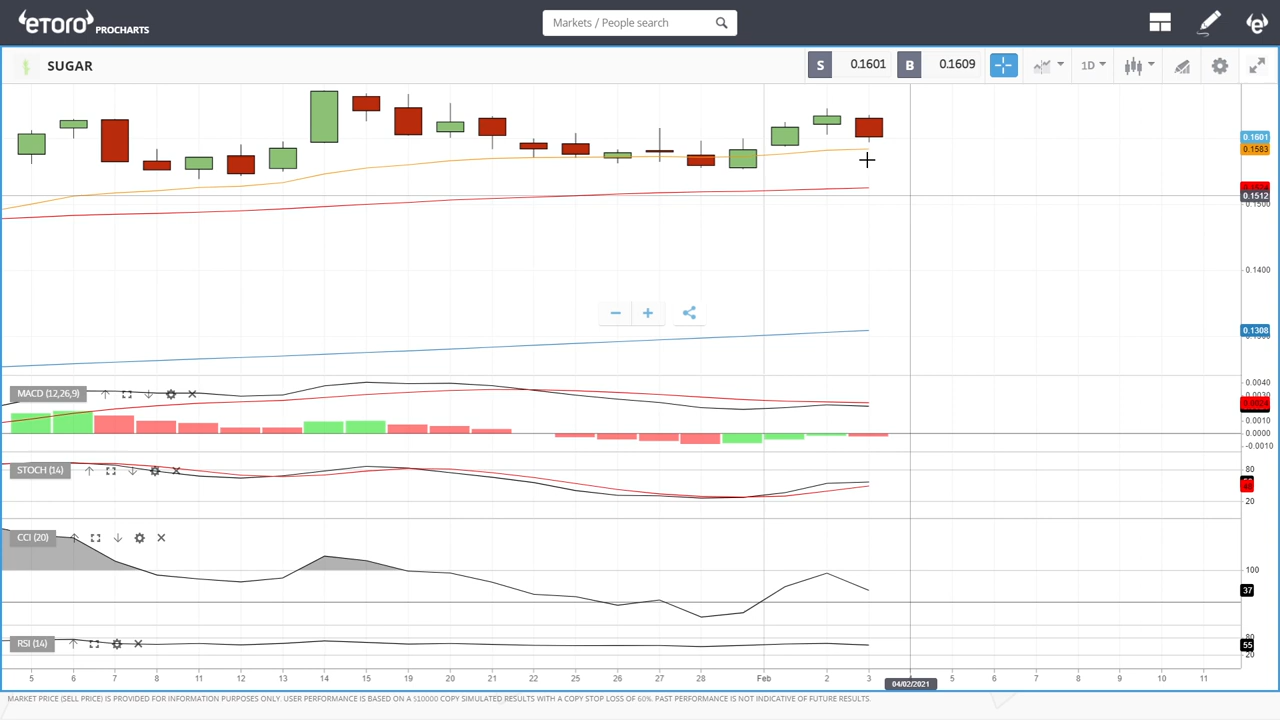 eToro PROCHARTS
Markets / People search
SUGAR
S 0.1601 B 0.1609
1D
0.1601
0.1583
0.1512
0.1500
0.1400
0.1308
MACD (12,26,9)
0.0040
0.0030
0.0024
0.0010
0.0000
-0.0010
STOCH (14)
80
20
CCI (20)
100
37
RSI (14)
80
55
20
5 6 7 8 11 12 13 14 15 19 20 21 22 25 26 27 28 Feb 2 3 5 6 7 8 9 10 11
04/02/2021
MARKET PRICE (SELL PRICE) IS PROVIDED FOR INFORMATION PURPOSES ONLY. USER PERFORMANCE IS BASED ON A $10000 COPY SIMULATED RESULTS WITH A COPY STOP LOSS OF 60%. PAST PERFORMANCE IS NOT INDICATIVE OF FUTURE RESULTS.